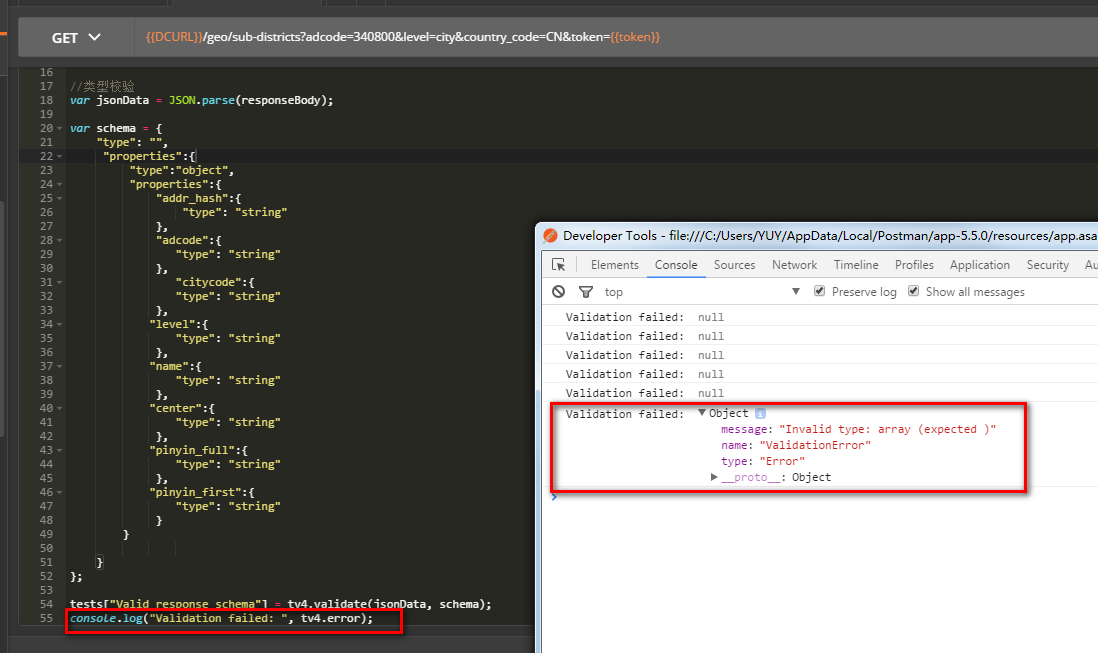 GET
{{DCURL}}/geo/sub-districts?adcode=340800&level=city&country_code=CN&token={{token}}
16
17 //类型校验
18 var jsonData = JSON.parse(responseBody);
19
20 var schema = {
21 "type": "",
22 "properties":{
23 "type":"object",
24 "properties":{
25 "addr_hash":{
26 "type": "string"
27 },
28 "adcode":{
29 "type": "string"
30 },
31 "citycode":{
32 "type": "string"
33 },
34 "level":{
35 "type": "string"
36 },
37 "name":{
38 "type": "string"
39 },
40 "center":{
41 "type": "string"
42 },
43 "pinyin_full":{
44 "type": "string"
45 },
46 "pinyin_first":{
47 "type": "string"
48 }
49 }
50
51 }
52 };
53
54 tests["Valid response schema"] = tv4.validate(jsonData, schema);
55 console.log("Validation failed: ", tv4.error);
Developer Tools - file:///C:/Users/YUY/AppData/Local/Postman/app-5.5.0/resources/app.asa
Elements Console Sources Network Timeline Profiles Application Security Au
top Preserve log Show all messages
Validation failed: null
Validation failed: null
Validation failed: null
Validation failed: null
Validation failed: null
Validation failed: Object
message: "Invalid type: array (expected )"
name: "ValidationError"
type: "Error"
__proto__: Object